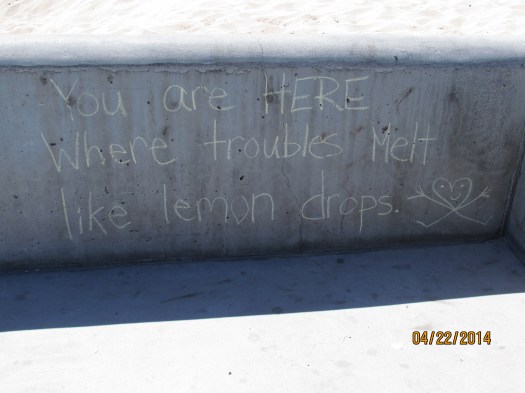 You are HERE
Where troubles Melt
like lemon drops.
04/22/2014